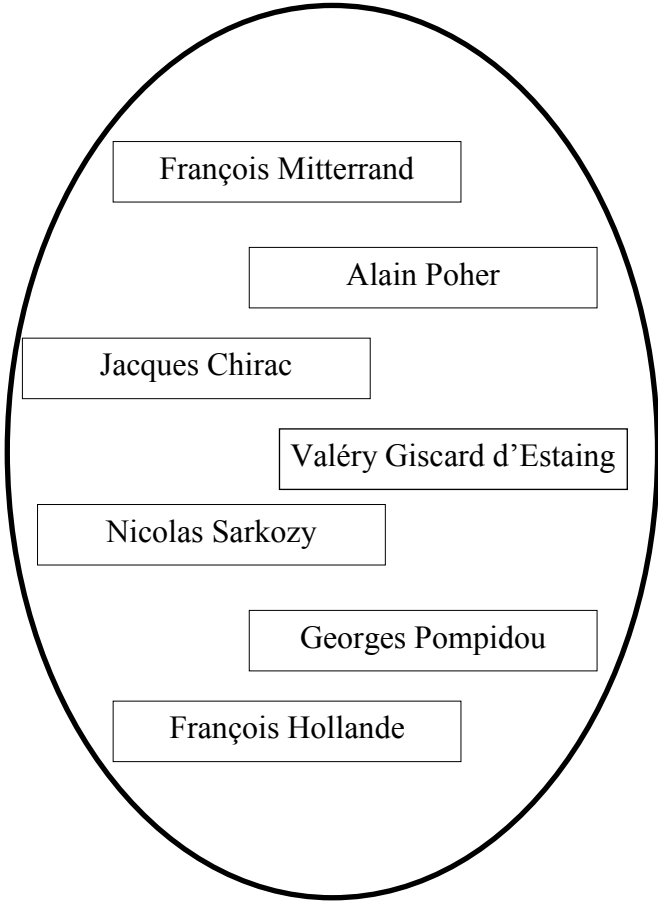 François Mitterrand
Alain Poher
Jacques Chirac
Valéry Giscard d’Estaing
Nicolas Sarkozy
Georges Pompidou
François Hollande